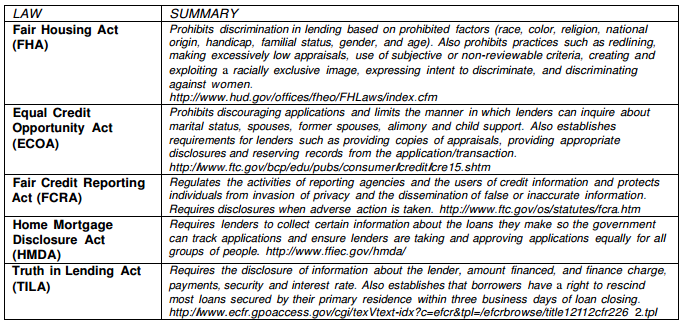 LAW SUMMARY
Fair Housing Act Prohibits discrimination in lending based on prohibited factors (race, color, religion, national
(FHA) origin, handicap, familial status, gender, and age). Also prohibits practices such as redlining,
making excessively low appraisals, use of subjective or non-reviewable criteria, creating and
exploiting a racially exclusive image, expressing intent to discriminate, and discriminating
against women.
http://www.hud.gov/offices/fheo/FHLaws/index.cfm
Equal Credit Prohibits discouraging applications and limits the manner in which lenders can inquire about
Opportunity Act marital status, spouses, former spouses, alimony and child support. Also establishes
(ECOA) requirements for lenders such as providing copies of appraisals, providing appropriate
disclosures and reserving records from the application/transaction.
http://www.ftc.gov/bcp/edu/pubs/consumer/credit/cre15.shtm
Fair Credit Reporting Regulates the activities of reporting agencies and the users of credit information and protects
Act (FCRA) individuals from invasion of privacy and the dissemination of false or inaccurate information.
Requires disclosures when adverse action is taken. http://www.ftc.gov/os/statutes/fcra.htm
Home Mortgage Requires lenders to collect certain information about the loans they make so the government
Disclosure Act can track applications and ensure lenders are taking and approving applications equally for all
(HMDA) groups of people. http://www.ffiec.gov/hmda/
Truth in Lending Act Requires the disclosure of information about the lender, amount financed, and finance charge,
(TILA) payments, security and interest rate. Also establishes that borrowers have a right to rescind
most loans secured by their primary residence within three business days of loan closing.
http://www.ecfr.gpoaccess.gov/cgi/texVtext-idx?c=efcr&tpl=/efcrbrowse/title12112cfr226 2.tpl